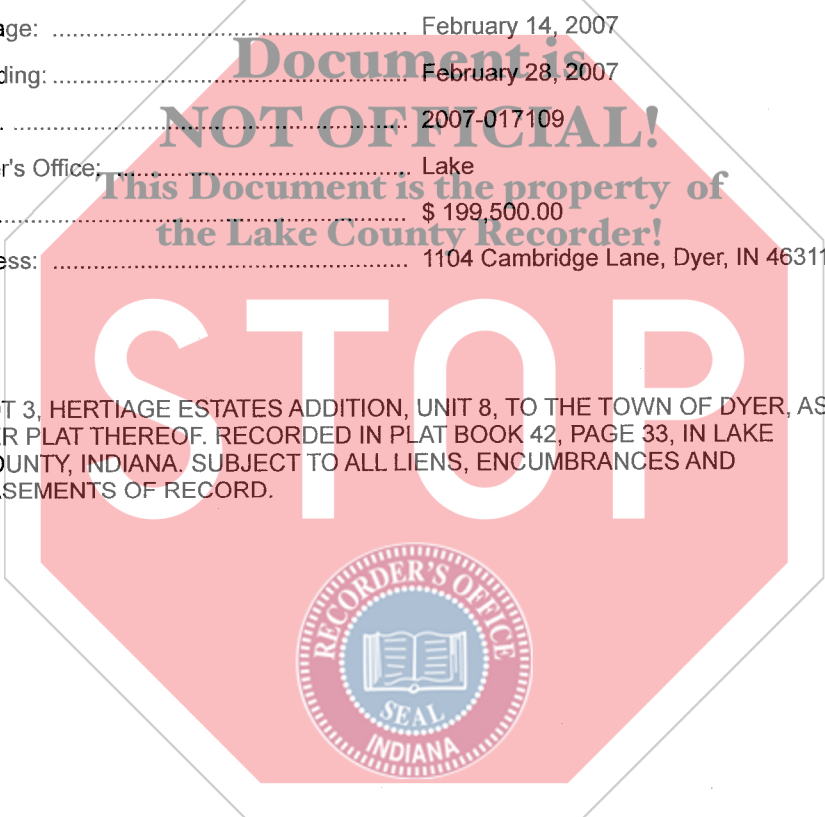 age: ................................................ February 14, 2007
Document is
ding: ................................................ February 28, 2007
NOT OFFICIAL!
. ................................................ 2007-017109
r's Office: ................................................ Lake
This Document is the property of
................................................ $ 199,500.00
the Lake County Recorder!
ess: ................................................ 1104 Cambridge Lane, Dyer, IN 46311
STOP
T 3, HERTIAGE ESTATES ADDITION, UNIT 8, TO THE TOWN OF DYER, AS
R PLAT THEREOF. RECORDED IN PLAT BOOK 42, PAGE 33, IN LAKE
OUNTY, INDIANA. SUBJECT TO ALL LIENS, ENCUMBRANCES AND
SEMENTS OF RECORD.
RECORDER'S OFFICE
SEAL
INDIANA